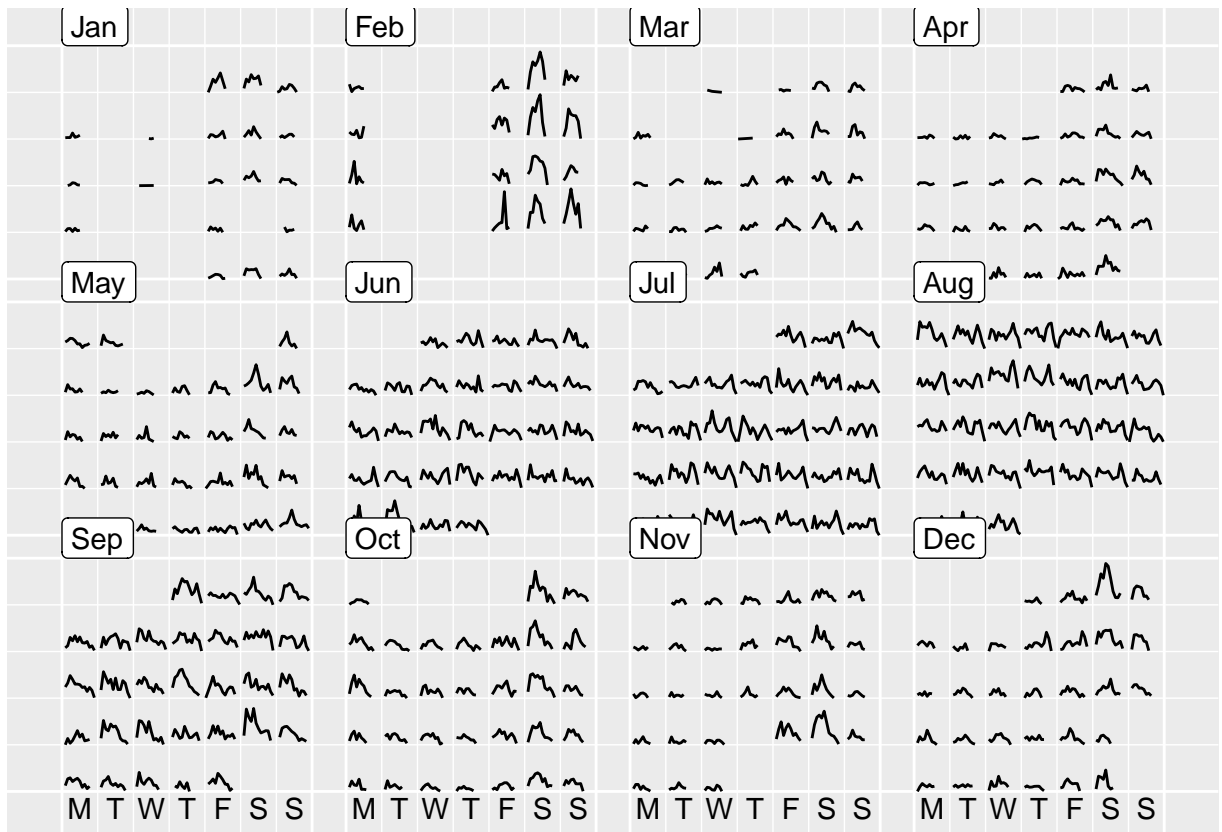 Jan Feb Mar Apr
May Jun Jul Aug
Sep Oct Nov Dec
M T W T F S S M T W T F S S M T W T F S S M T W T F S S